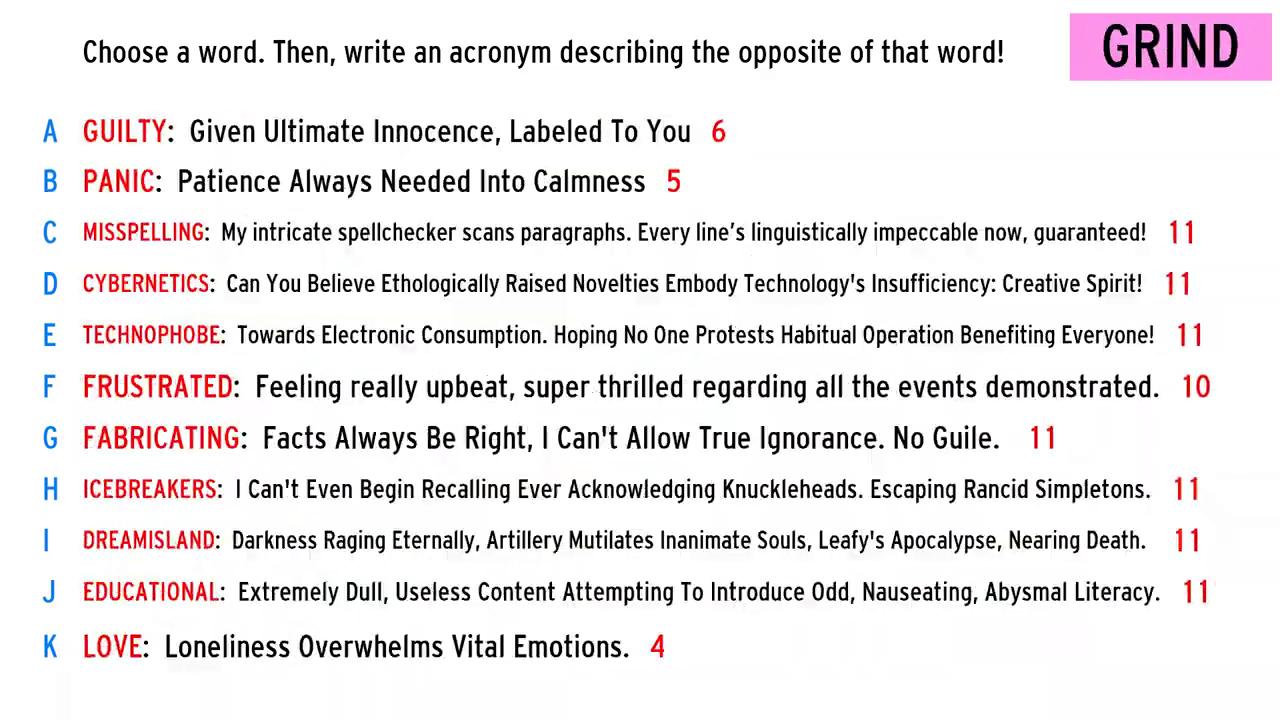 Choose a word. Then, write an acronym describing the opposite of that word!
GRIND
A GUILTY: Given Ultimate Innocence, Labeled To You 6
B PANIC: Patience Always Needed Into Calmness 5
C MISSPELLING: My intricate spellchecker scans paragraphs. Every line's linguistically impeccable now, guaranteed! 11
D CYBERNETICS: Can You Believe Ethologically Raised Novelties Embody Technology's Insufficiency: Creative Spirit! 11
E TECHNOPHOBE: Towards Electronic Consumption. Hoping No One Protests Habitual Operation Benefiting Everyone! 11
F FRUSTRATED: Feeling really upbeat, super thrilled regarding all the events demonstrated. 10
G FABRICATING: Facts Always Be Right, I Can't Allow True Ignorance. No Guile. 11
H ICEBREAKERS: I Can't Even Begin Recalling Ever Acknowledging Knuckleheads. Escaping Rancid Simpletons. 11
I DREAMISLAND: Darkness Raging Eternally, Artillery Mutilates Inanimate Souls, Leafy's Apocalypse, Nearing Death. 11
J EDUCATIONAL: Extremely Dull, Useless Content Attempting To Introduce Odd, Nauseating, Abysmal Literacy. 11
K LOVE: Loneliness Overwhelms Vital Emotions. 4